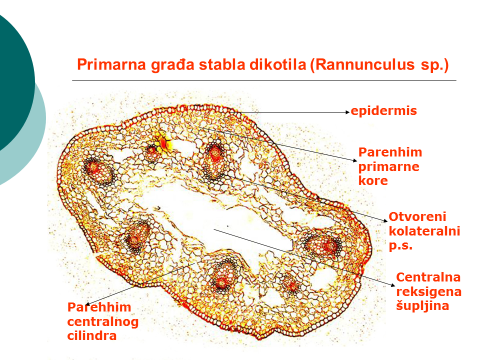 Primarna građa stabla dikotila (Rannunculus sp.)
epidermis
Parenhim
primarne
kore
Otvoreni
kolateralni
p.s.
Centralna
reksigena
šupljina
Parehhim
centralnog
cilindra